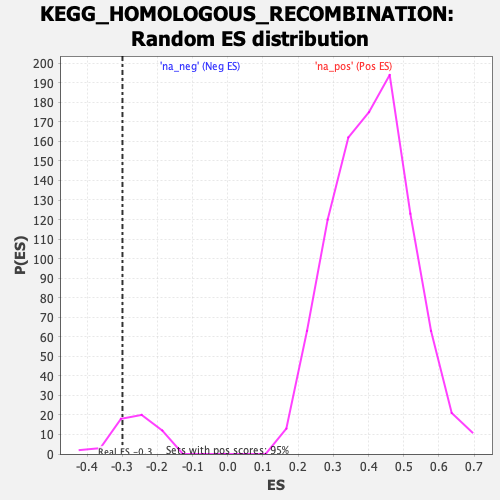 KEGG_HOMOLOGOUS_RECOMBINATION:
Random ES distribution
'na_neg' (Neg ES)
'na_pos' (Pos ES)
200
190
180
170
160
150
140
130
120
110
100
90
80
70
60
50
40
30
20
10
0
P(ES)
Real ES -0.3
Sets with pos scores: 95%
-0.4 -0.3 -0.2 -0.1 0.0 0.1 0.2 0.3 0.4 0.5 0.6 0.7
ES